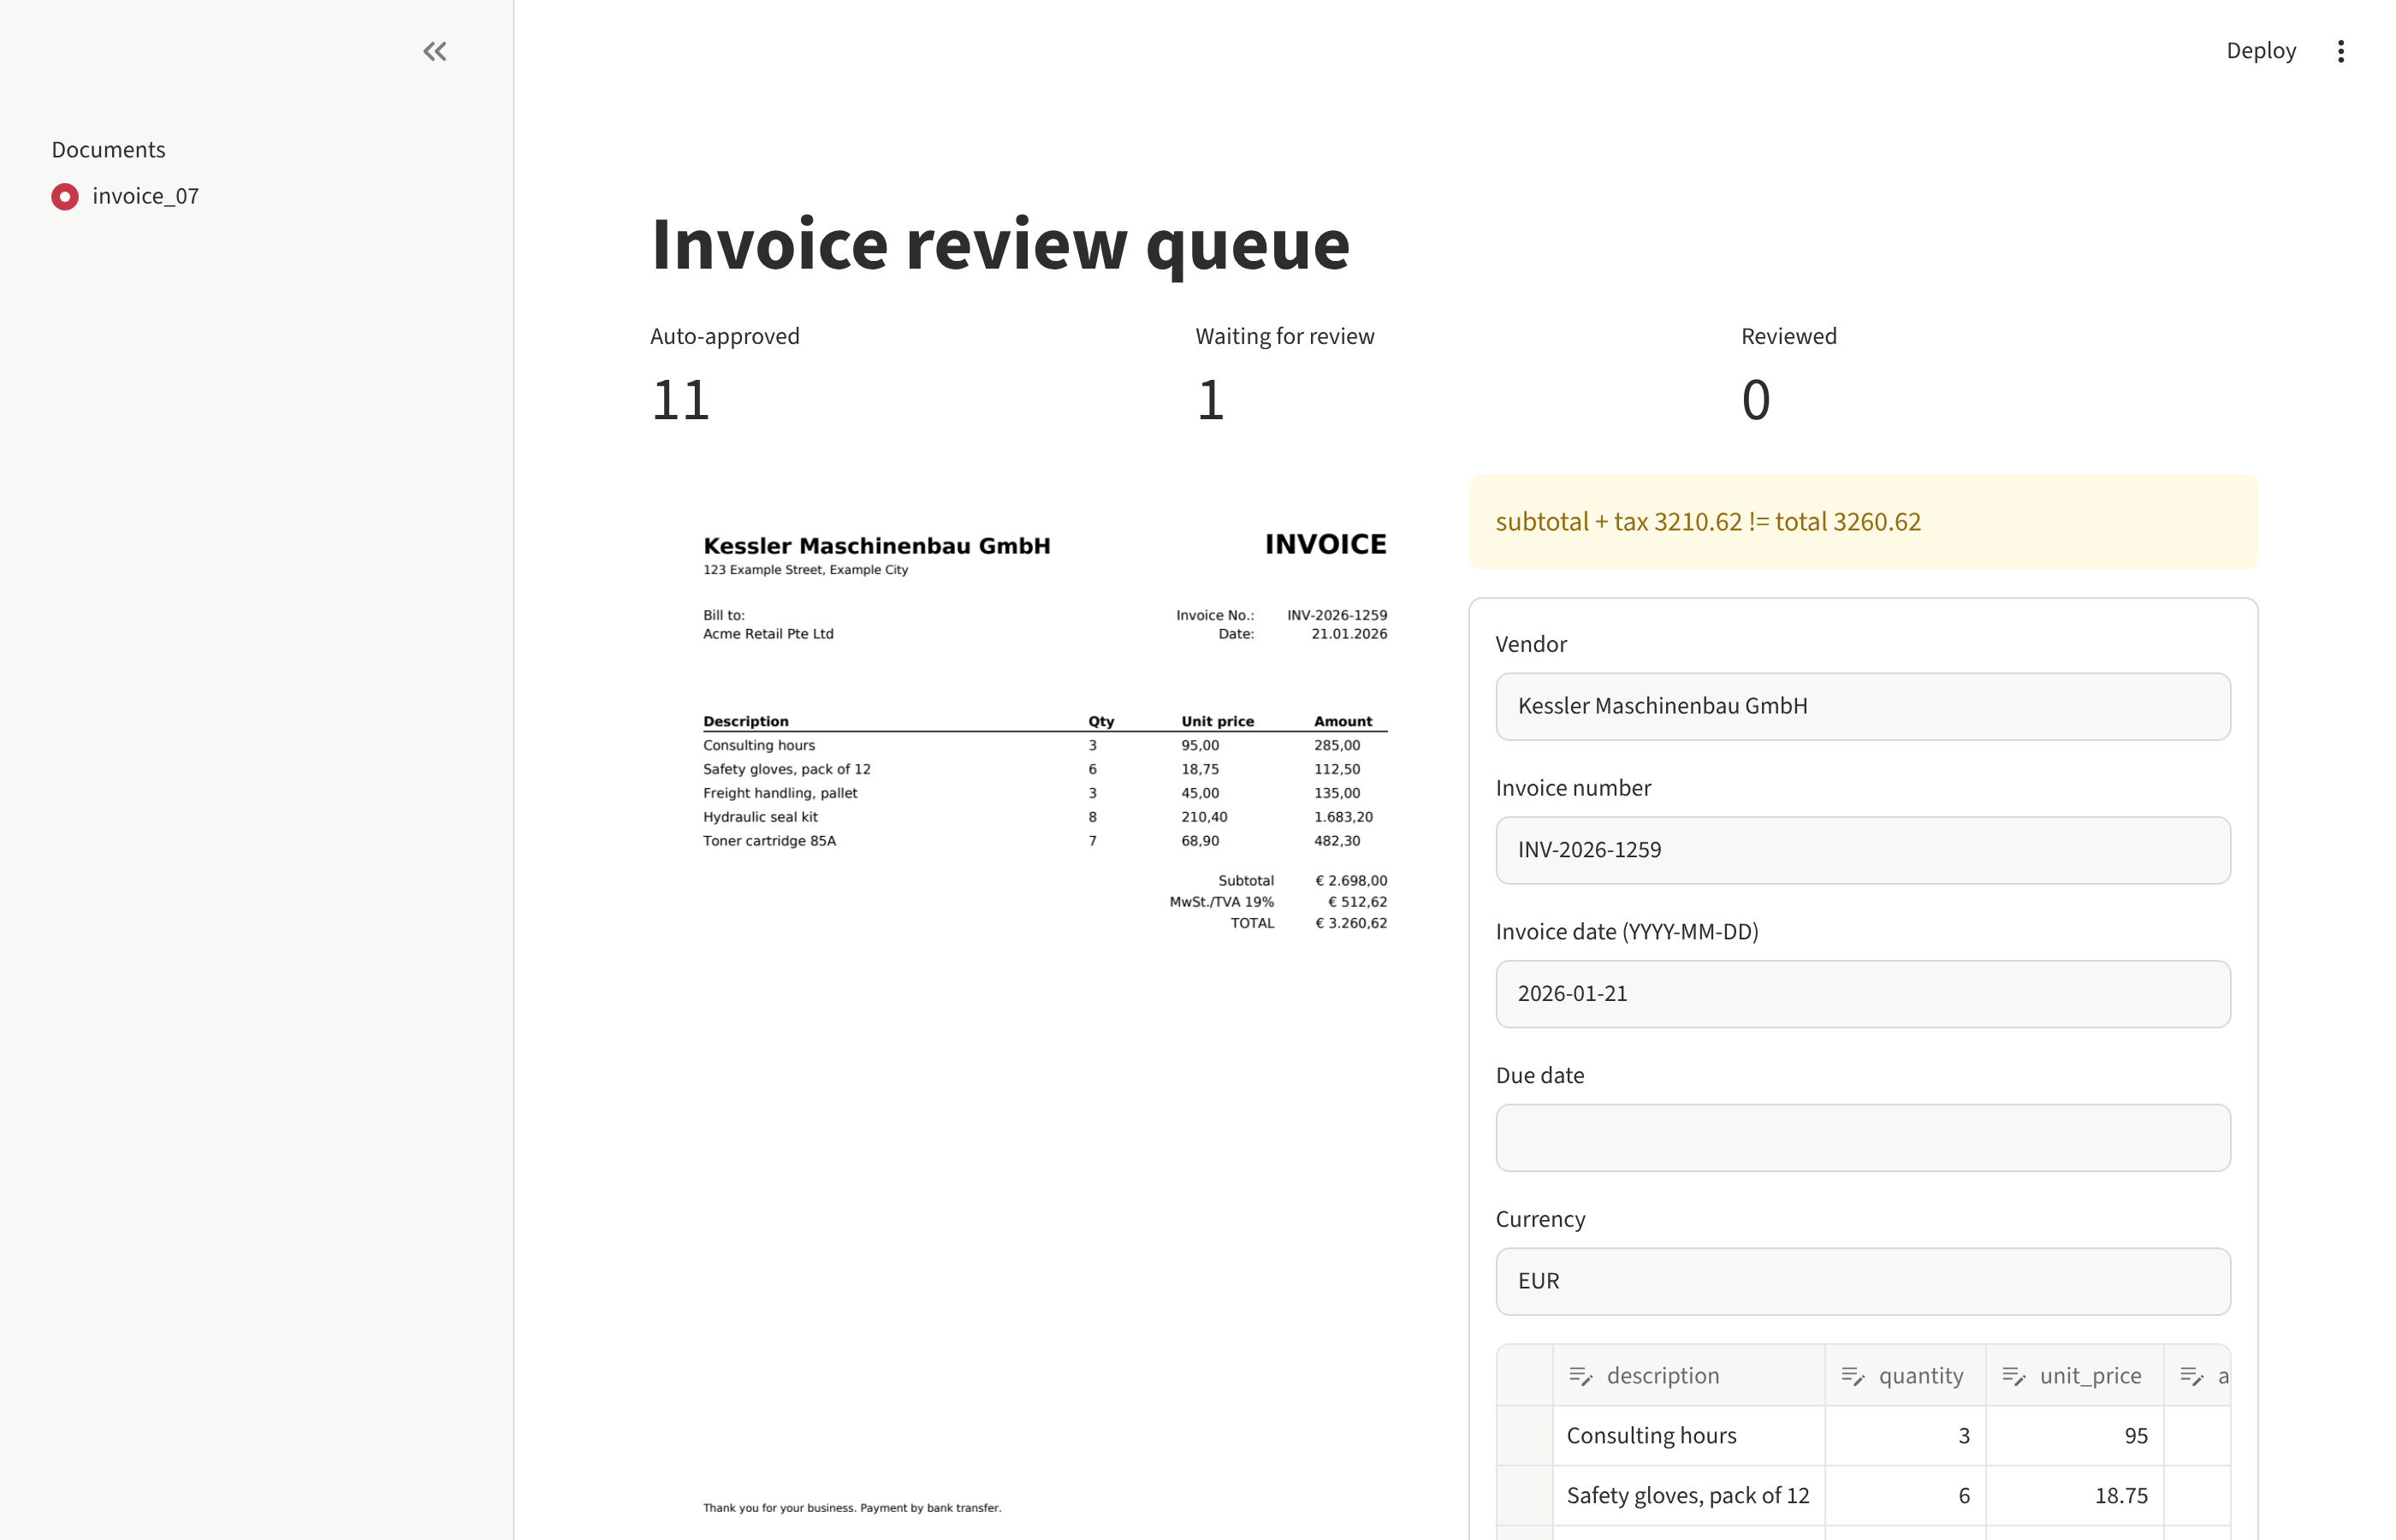 Deploy
Documents
invoice_07
Invoice review queue
Auto-approved
11
Waiting for review
1
Reviewed
0
Kessler Maschinenbau GmbH INVOICE
123 Example Street, Example City
Bill to: Invoice No.: INV-2026-1259
Acme Retail Pte Ltd Date: 21.01.2026
Description Qty Unit price Amount
Consulting hours 3 95,00 285,00
Safety gloves, pack of 12 6 18,75 112,50
Freight handling, pallet 3 45,00 135,00
Hydraulic seal kit 8 210,40 1.683,20
Toner cartridge 85A 7 68,90 482,30
Subtotal € 2.698,00
MwSt./TVA 19% € 512,62
TOTAL € 3.260,62
Thank you for your business. Payment by bank transfer.
subtotal + tax 3210.62 != total 3260.62
Vendor
Kessler Maschinenbau GmbH
Invoice number
INV-2026-1259
Invoice date (YYYY-MM-DD)
2026-01-21
Due date
Currency
EUR
description quantity unit_price a
Consulting hours 3 95
Safety gloves, pack of 12 6 18.75